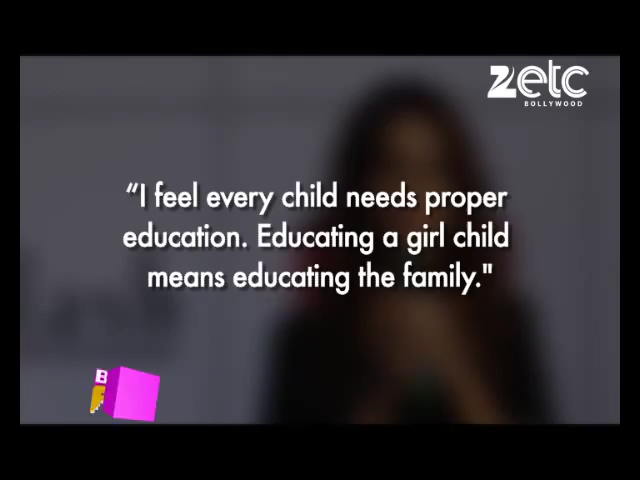 zetc
BOLLYWOOD
“I feel every child needs proper
education. Educating a girl child
means educating the family."
B